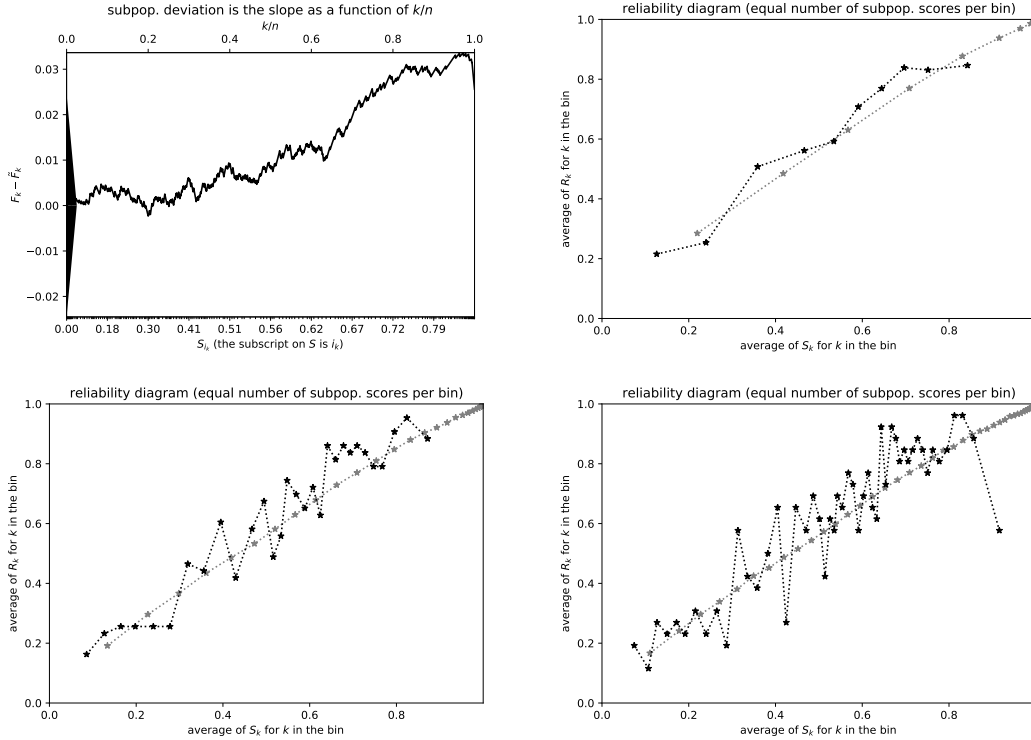 subpop. deviation is the slope as a function of k/n
k/n
0.0 0.2 0.4 0.6 0.8 1.0
0.03
0.02
0.01
0.00
−0.01
−0.02
F_k − F̃_k
0.00 0.18 0.30 0.41 0.51 0.56 0.62 0.67 0.72 0.79
S_{i_k} (the subscript on S is i_k)
reliability diagram (equal number of subpop. scores per bin)
1.0
0.8
0.6
0.4
0.2
0.0
average of R_k for k in the bin
0.0 0.2 0.4 0.6 0.8
average of S_k for k in the bin
reliability diagram (equal number of subpop. scores per bin)
1.0
0.8
0.6
0.4
0.2
0.0
average of R_k for k in the bin
0.0 0.2 0.4 0.6 0.8
average of S_k for k in the bin
reliability diagram (equal number of subpop. scores per bin)
1.0
0.8
0.6
0.4
0.2
0.0
average of R_k for k in the bin
0.0 0.2 0.4 0.6 0.8
average of S_k for k in the bin